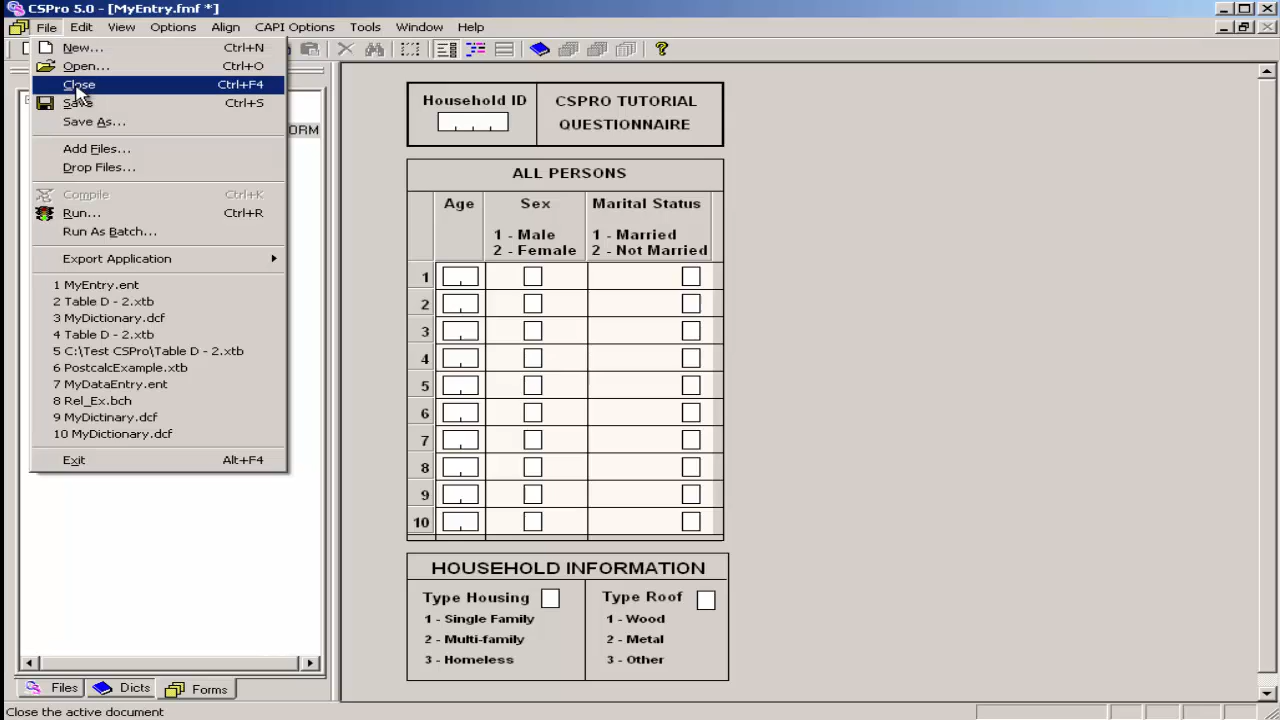 CSPro 5.0 - [MyEntry.fmf *]
File Edit View Options Align CAPI Options Tools Window Help
New... Ctrl+N
Open... Ctrl+O
Close Ctrl+F4
Save Ctrl+S
Save As...
Add Files...
Drop Files...
Compile Ctrl+K
Run... Ctrl+R
Run As Batch...
Export Application
1 MyEntry.ent
2 Table D - 2.xtb
3 MyDictionary.dcf
4 Table D - 2.xtb
5 C:\Test CSPro\Table D - 2.xtb
6 PostcalcExample.xtb
7 MyDataEntry.ent
8 Rel_Ex.bch
9 MyDictinary.dcf
10 MyDictionary.dcf
Exit Alt+F4
ORM
Files Dicts Forms
Household ID
CSPRO TUTORIAL
QUESTIONNAIRE
ALL PERSONS
Age Sex Marital Status
1 - Male 1 - Married
2 - Female 2 - Not Married
1
2
3
4
5
6
7
8
9
10
HOUSEHOLD INFORMATION
Type Housing Type Roof
1 - Single Family 1 - Wood
2 - Multi-family 2 - Metal
3 - Homeless 3 - Other
Close the active document